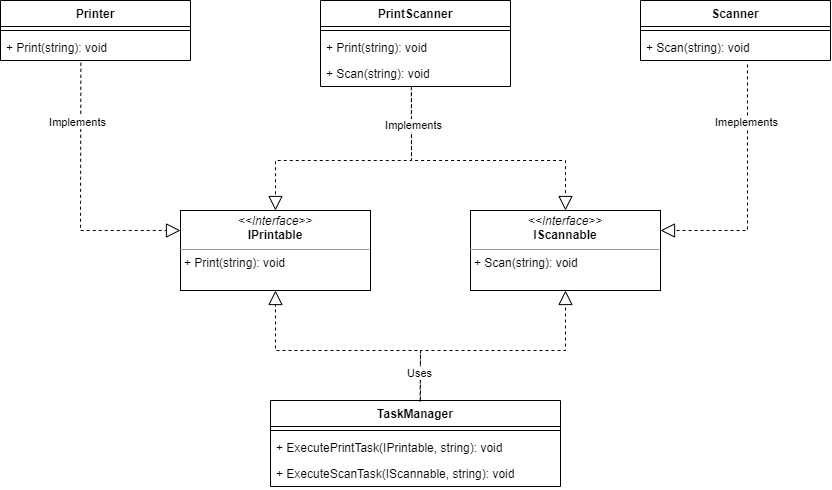 Printer
+ Print(string): void
PrintScanner
+ Print(string): void
+ Scan(string): void
Scanner
+ Scan(string): void
Implements
Implements
Imeplements
<<Interface>>
IPrintable
+ Print(string): void
<<Interface>>
IScannable
+ Scan(string): void
Uses
TaskManager
+ ExecutePrintTask(IPrintable, string): void
+ ExecuteScanTask(IScannable, string): void